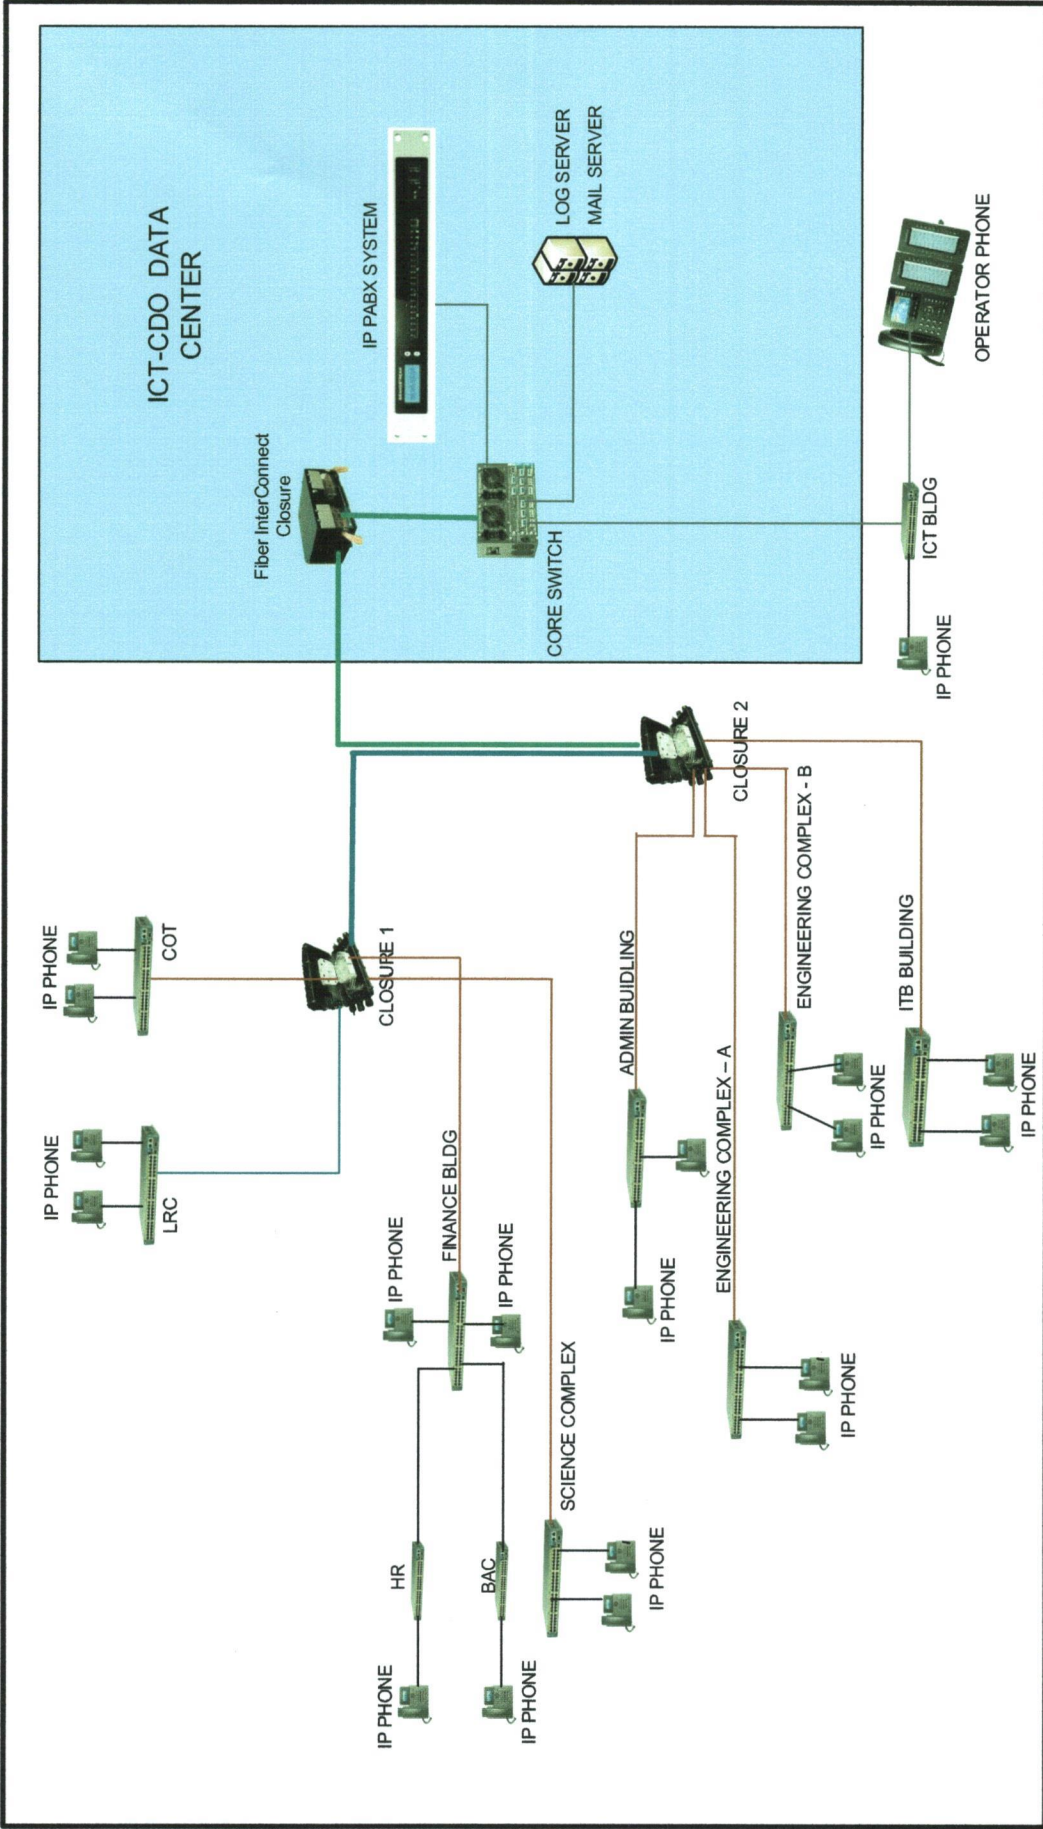 ICT-CDO DATA
CENTER
IP PABX SYSTEM
LOG SERVER
MAIL SERVER
Fiber InterConnect
Closure
CORE SWITCH
OPERATOR PHONE
ICT BLDG
IP PHONE
CLOSURE 2
CLOSURE 1
IP PHONE
COT
IP PHONE
LRC
FINANCE BLDG
IP PHONE
IP PHONE
HR
IP PHONE
BAC
IP PHONE
SCIENCE COMPLEX
IP PHONE
ADMIN BUIDLING
IP PHONE
ENGINEERING COMPLEX – A
IP PHONE
ENGINEERING COMPLEX - B
IP PHONE
ITB BUILDING
IP PHONE